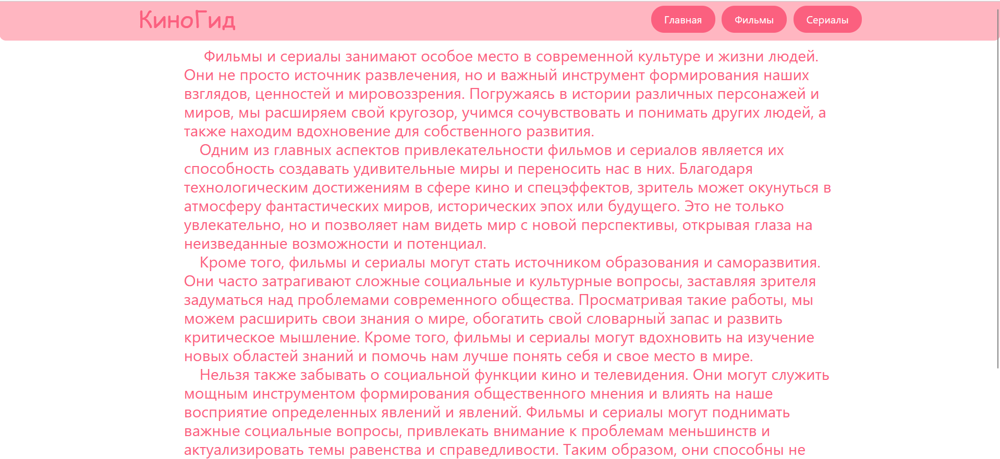 КиноГид
Главная
Фильмы
Сериалы
Фильмы и сериалы занимают особое место в современной культуре и жизни людей.
Они не просто источник развлечения, но и важный инструмент формирования наших
взглядов, ценностей и мировоззрения. Погружаясь в истории различных персонажей и
миров, мы расширяем свой кругозор, учимся сочувствовать и понимать других людей, а
также находим вдохновение для собственного развития.
Одним из главных аспектов привлекательности фильмов и сериалов является их
способность создавать удивительные миры и переносить нас в них. Благодаря
технологическим достижениям в сфере кино и спецэффектов, зритель может окунуться в
атмосферу фантастических миров, исторических эпох или будущего. Это не только
увлекательно, но и позволяет нам видеть мир с новой перспективы, открывая глаза на
неизведанные возможности и потенциал.
Кроме того, фильмы и сериалы могут стать источником образования и саморазвития.
Они часто затрагивают сложные социальные и культурные вопросы, заставляя зрителя
задуматься над проблемами современного общества. Просматривая такие работы, мы
можем расширить свои знания о мире, обогатить свой словарный запас и развить
критическое мышление. Кроме того, фильмы и сериалы могут вдохновить на изучение
новых областей знаний и помочь нам лучше понять себя и свое место в мире.
Нельзя также забывать о социальной функции кино и телевидения. Они могут служить
мощным инструментом формирования общественного мнения и влиять на наше
восприятие определенных явлений и явлений. Фильмы и сериалы могут поднимать
важные социальные вопросы, привлекать внимание к проблемам меньшинств и
актуализировать темы равенства и справедливости. Таким образом, они способны не